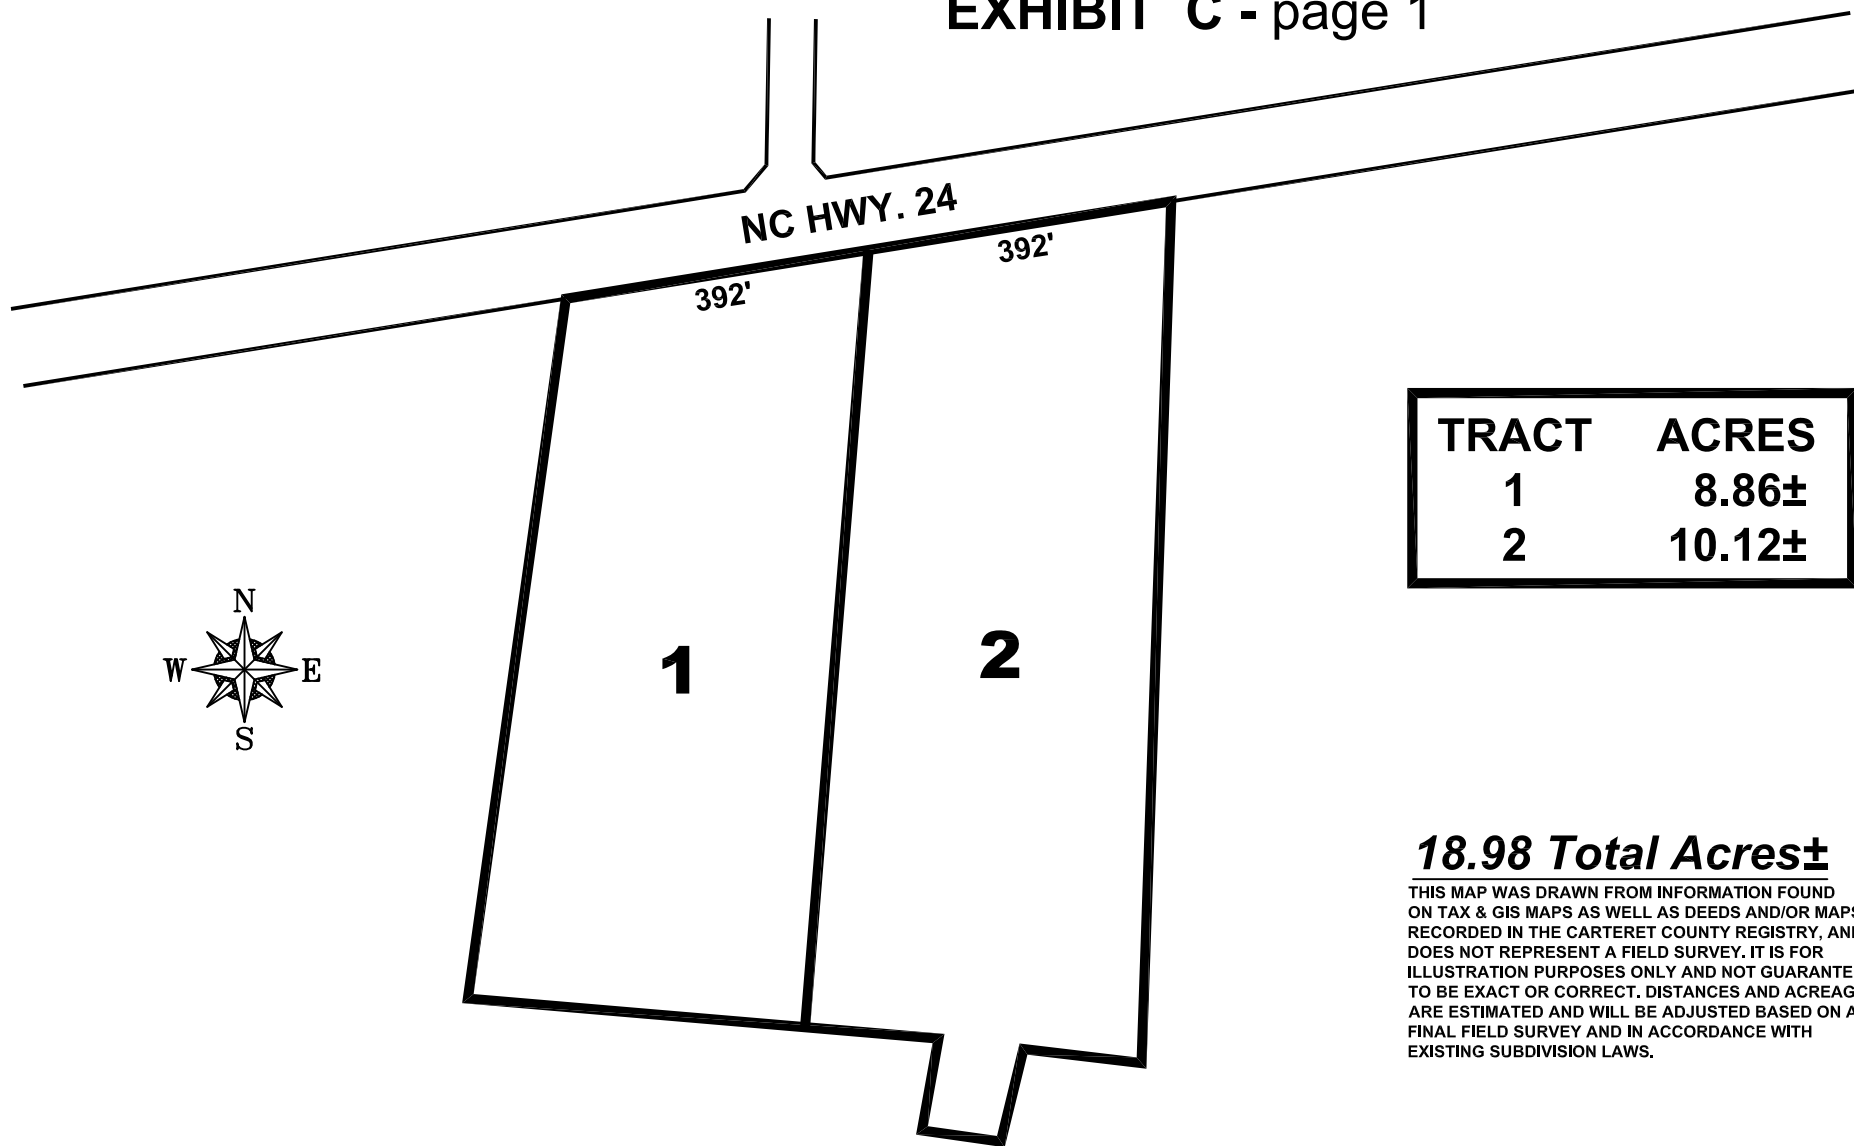 EXHIBIT C - page 1
NC HWY. 24
392'
392'
TRACT ACRES
1 8.86±
2 10.12±
N
W E
S
1
2
18.98 Total Acres±
THIS MAP WAS DRAWN FROM INFORMATION FOUND
ON TAX & GIS MAPS AS WELL AS DEEDS AND/OR MAPS
RECORDED IN THE CARTERET COUNTY REGISTRY, AND
DOES NOT REPRESENT A FIELD SURVEY. IT IS FOR
ILLUSTRATION PURPOSES ONLY AND NOT GUARANTE
TO BE EXACT OR CORRECT. DISTANCES AND ACREAG
ARE ESTIMATED AND WILL BE ADJUSTED BASED ON A
FINAL FIELD SURVEY AND IN ACCORDANCE WITH
EXISTING SUBDIVISION LAWS.